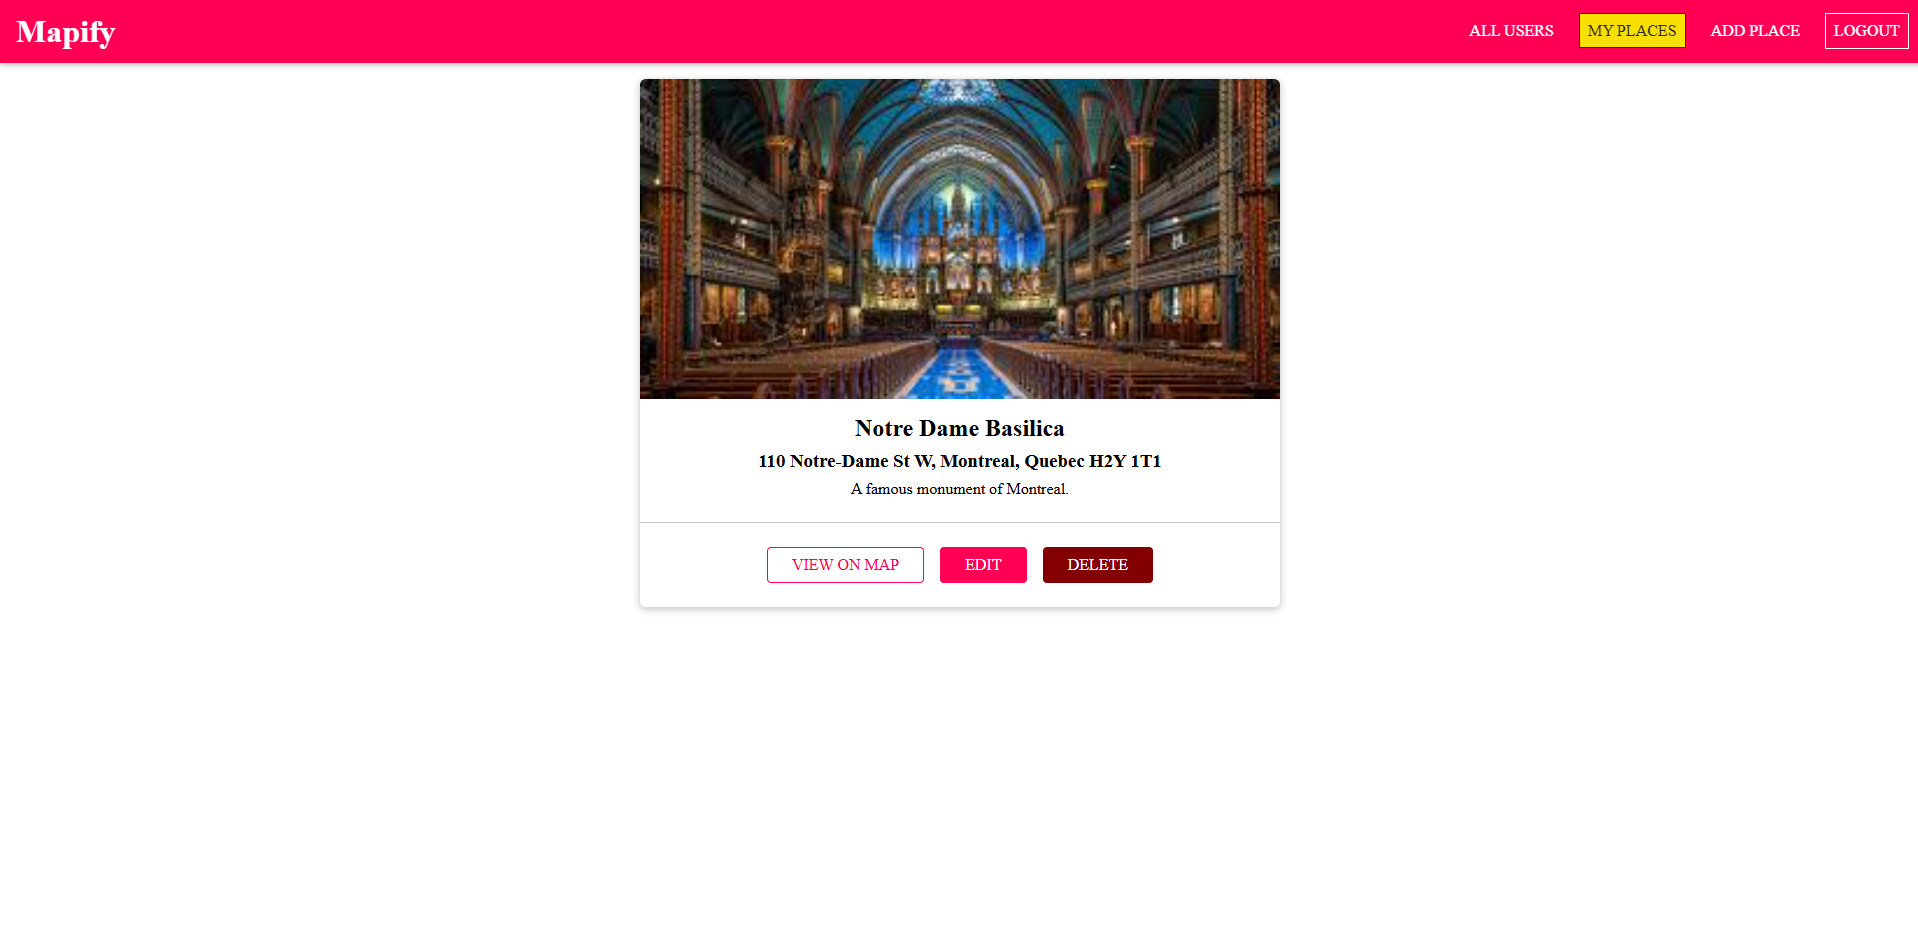 Mapify
ALL USERS
MY PLACES
ADD PLACE
LOGOUT
Notre Dame Basilica
110 Notre-Dame St W, Montreal, Quebec H2Y 1T1
A famous monument of Montreal.
VIEW ON MAP
EDIT
DELETE